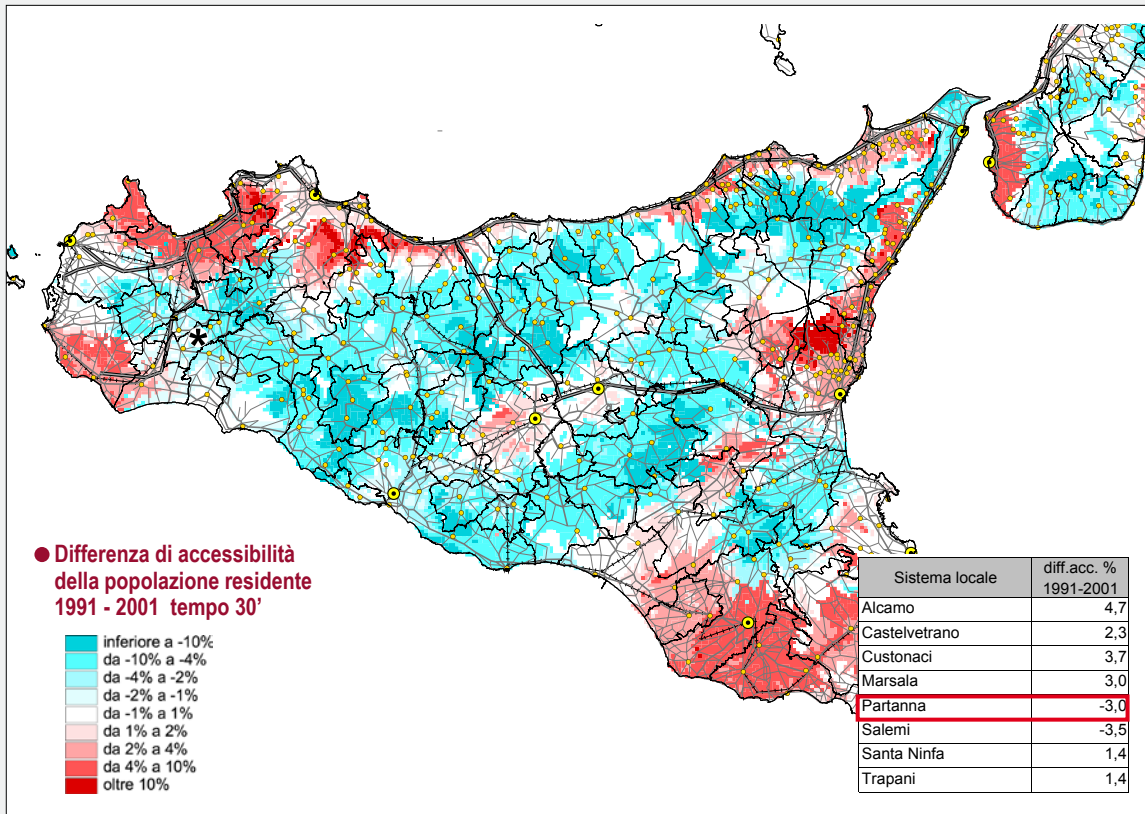 ● Differenza di accessibilità
della popolazione residente
1991 - 2001 tempo 30’
inferiore a -10%
da -10% a -4%
da -4% a -2%
da -2% a -1%
da -1% a 1%
da 1% a 2%
da 2% a 4%
da 4% a 10%
oltre 10%
Sistema locale diff.acc. %
1991-2001
Alcamo 4,7
Castelvetrano 2,3
Custonaci 3,7
Marsala 3,0
Partanna -3,0
Salemi -3,5
Santa Ninfa 1,4
Trapani 1,4